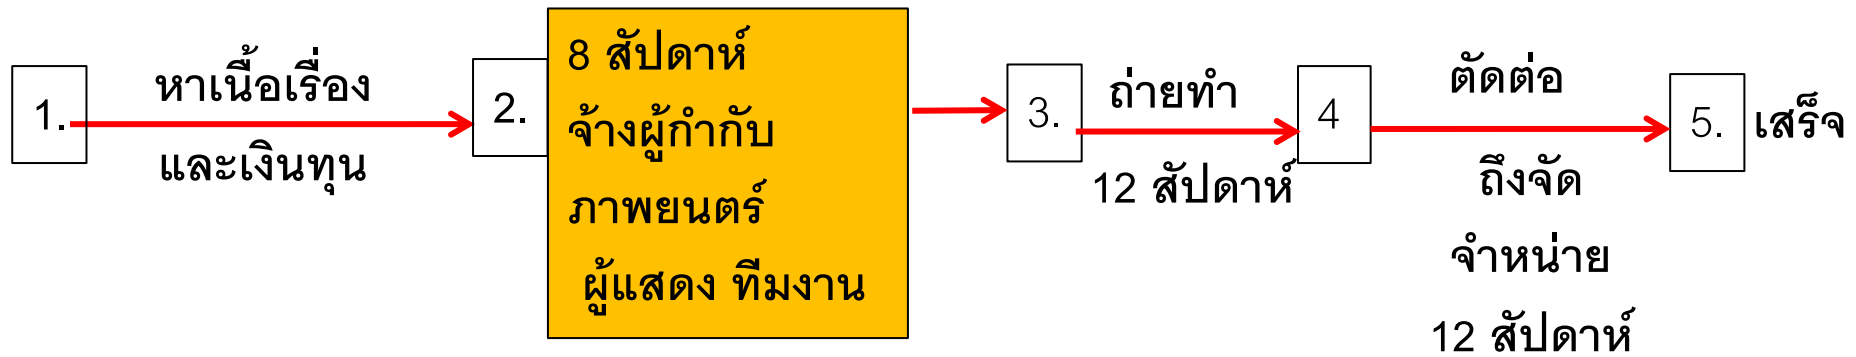 1.
หาเนื้อเรื่อง
และเงินทุน
2.
8 สัปดาห์
จ้างผู้กำกับ
ภาพยนตร์
ผู้แสดง ทีมงาน
3.
ถ่ายทำ
12 สัปดาห์
4
ตัดต่อ
ถึงจัด
จำหน่าย
12 สัปดาห์
5.
เสร็จ